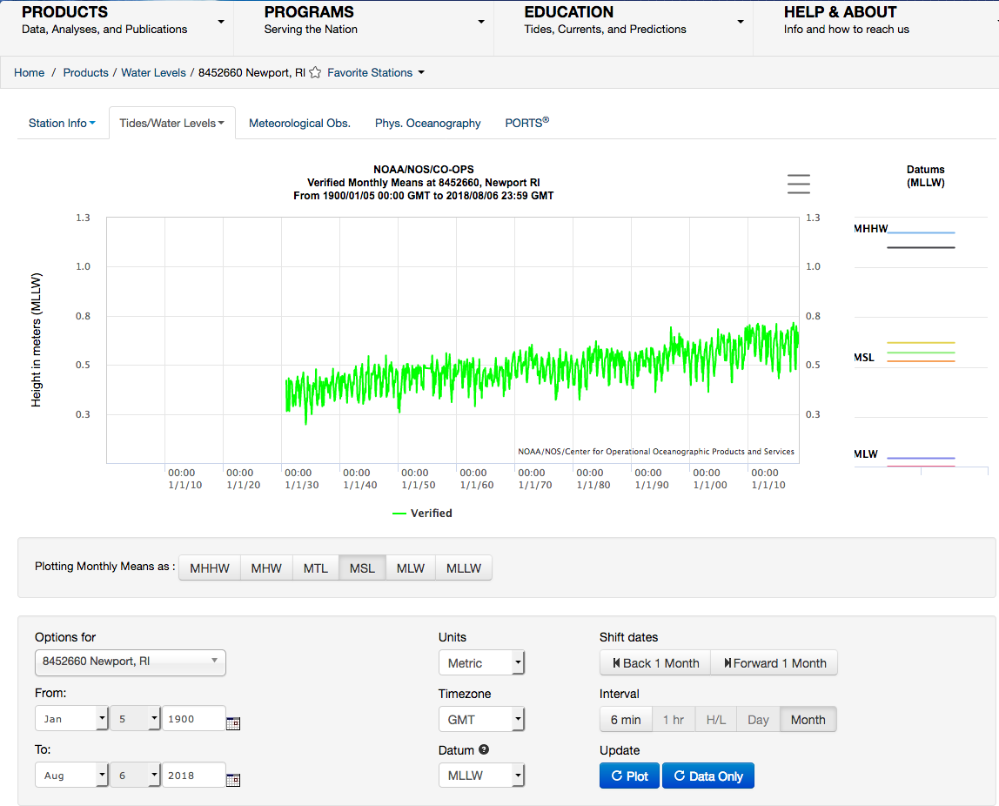 PRODUCTS PROGRAMS EDUCATION HELP & ABOUT
Data, Analyses, and Publications Serving the Nation Tides, Currents, and Predictions Info and how to reach us
Home / Products / Water Levels / 8452660 Newport, RI Favorite Stations
Station Info Tides/Water Levels Meteorological Obs. Phys. Oceanography PORTS®
NOAA/NOS/CO-OPS
Verified Monthly Means at 8452660, Newport RI
From 1900/01/05 00:00 GMT to 2018/08/06 23:59 GMT
Datums
(MLLW)
Height in meters (MLLW)
1.3 1.3
1.0 1.0
0.8 0.8
0.5 0.5
0.3 0.3
MHHW
MSL
MLW
NOAA/NOS/Center for Operational Oceanographic Products and Services
00:00 00:00 00:00 00:00 00:00 00:00 00:00 00:00 00:00 00:00 00:00
1/1/10 1/1/20 1/1/30 1/1/40 1/1/50 1/1/60 1/1/70 1/1/80 1/1/90 1/1/00 1/1/10
Verified
Plotting Monthly Means as : MHHW MHW MTL MSL MLW MLLW
Options for Units Shift dates
8452660 Newport, RI Metric Back 1 Month Forward 1 Month
From: Timezone Interval
Jan 5 1900 GMT 6 min 1 hr H/L Day Month
To: Datum ? Update
Aug 6 2018 MLLW Plot Data Only